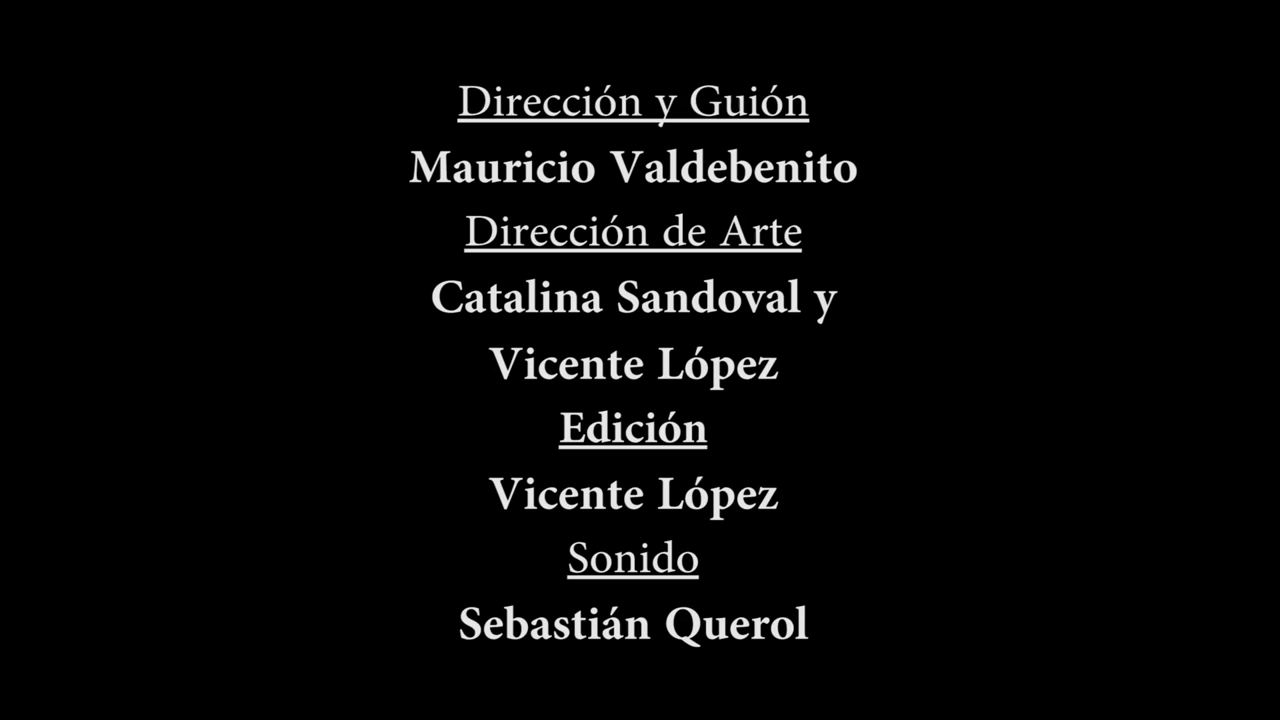 Dirección y Guión
Mauricio Valdebenito
Dirección de Arte
Catalina Sandoval y
Vicente López
Edición
Vicente López
Sonido
Sebastián Querol